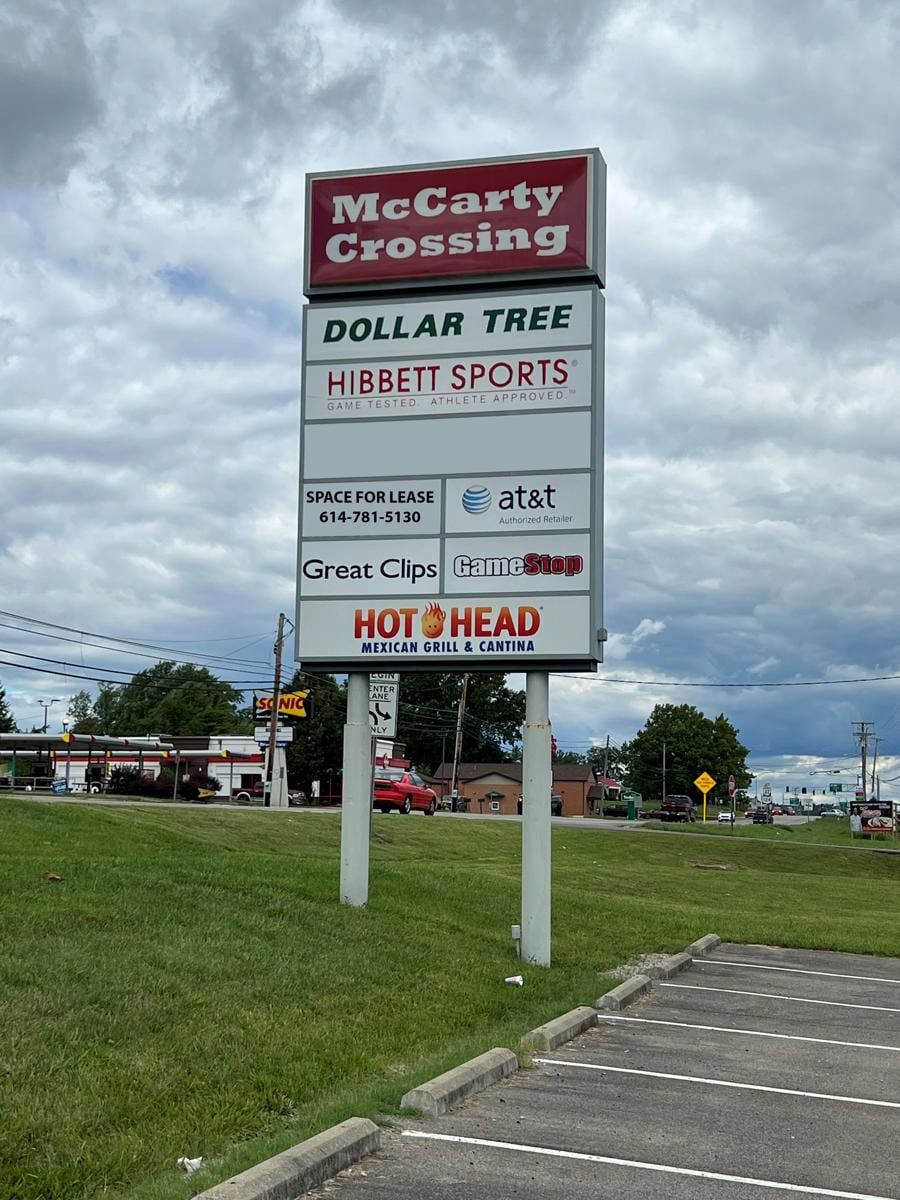 McCarty
Crossing
DOLLAR TREE
HIBBETT SPORTS®
GAME TESTED. ATHLETE APPROVED.™
SPACE FOR LEASE
614-781-5130
at&t
Authorized Retailer
Great Clips
GameStop
HOT HEAD
MEXICAN GRILL & CANTINA
SONIC
CENTER
LANE
ONLY